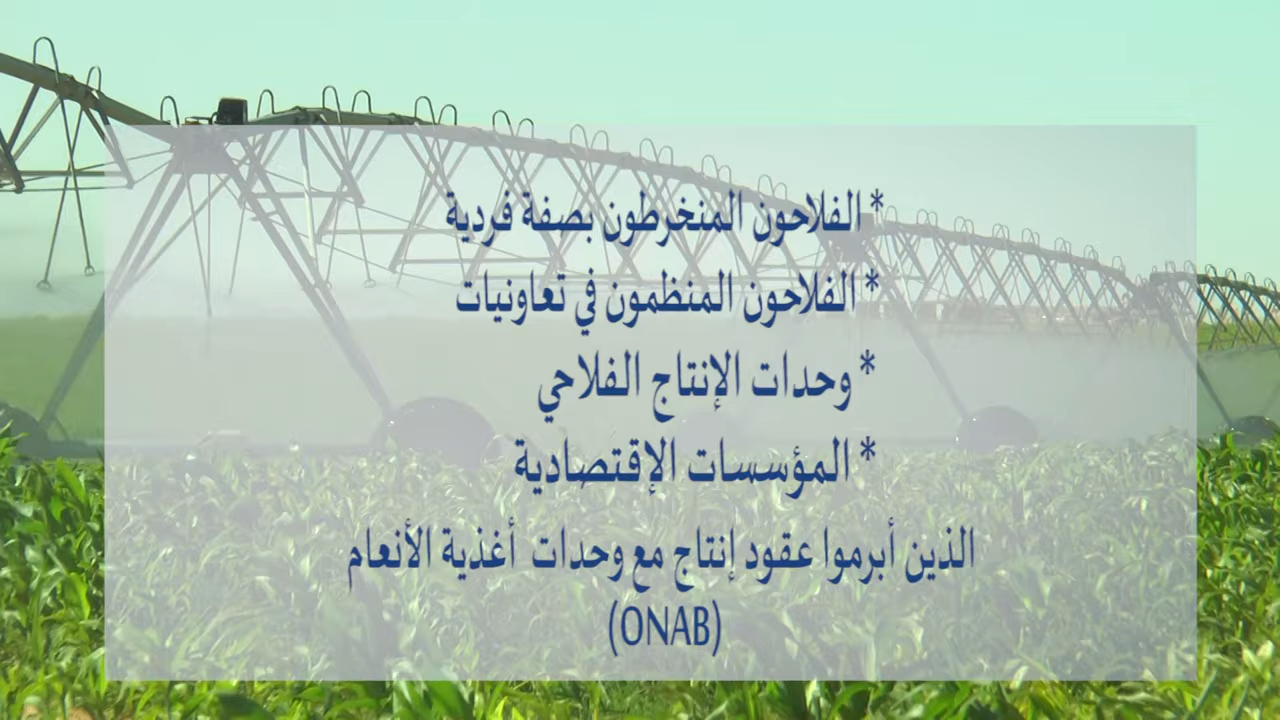 * الفلاحون المنخرطون بصفة فردية
* الفلاحون المنظمون في تعاونيات
* وحدات الإنتاج الفلاحي
* المؤسسات الإقتصادية
الذين أبرموا عقود إنتاج مع وحدات أغذية الأنعام
(ONAB)